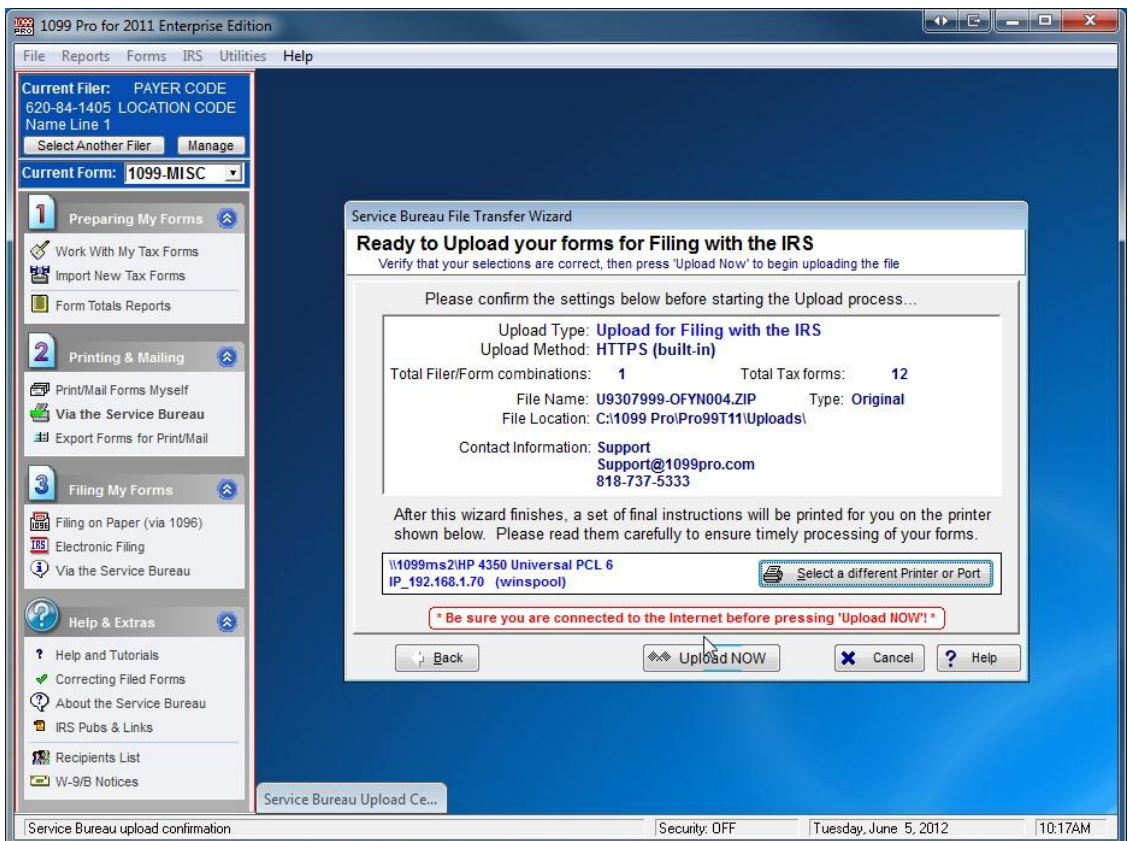 1099 PRO
1099 Pro for 2011 Enterprise Edition
File Reports Forms IRS Utilities Help
Current Filer: PAYER CODE
620-84-1405 LOCATION CODE
Name Line 1
Select Another Filer Manage
Current Form: 1099-MISC
1 Preparing My Forms
Work With My Tax Forms
Import New Tax Forms
Form Totals Reports
2 Printing & Mailing
Print/Mail Forms Myself
Via the Service Bureau
Export Forms for Print/Mail
3 Filing My Forms
1096 Filing on Paper (via 1096)
IRS Electronic Filing
Via the Service Bureau
? Help & Extras
? Help and Tutorials
Correcting Filed Forms
? About the Service Bureau
IRS Pubs & Links
Recipients List
W-9/B Notices
Service Bureau File Transfer Wizard
Ready to Upload your forms for Filing with the IRS
Verify that your selections are correct, then press 'Upload Now' to begin uploading the file
Please confirm the settings below before starting the Upload process...
Upload Type: Upload for Filing with the IRS
Upload Method: HTTPS (built-in)
Total Filer/Form combinations: 1 Total Tax forms: 12
File Name: U9307999-OFYN004.ZIP Type: Original
File Location: C:\1099 Pro\Pro99T11\Uploads\
Contact Information: Support
Support@1099pro.com
818-737-5333
After this wizard finishes, a set of final instructions will be printed for you on the printer
shown below. Please read them carefully to ensure timely processing of your forms.
\\1099ms2\HP 4350 Universal PCL 6
IP_192.168.1.70 (winspool)
Select a different Printer or Port
* Be sure you are connected to the Internet before pressing 'Upload NOW'! *
Back Upload NOW Cancel ? Help
Service Bureau Upload Ce...
Service Bureau upload confirmation Security: OFF Tuesday, June 5, 2012 10:17AM